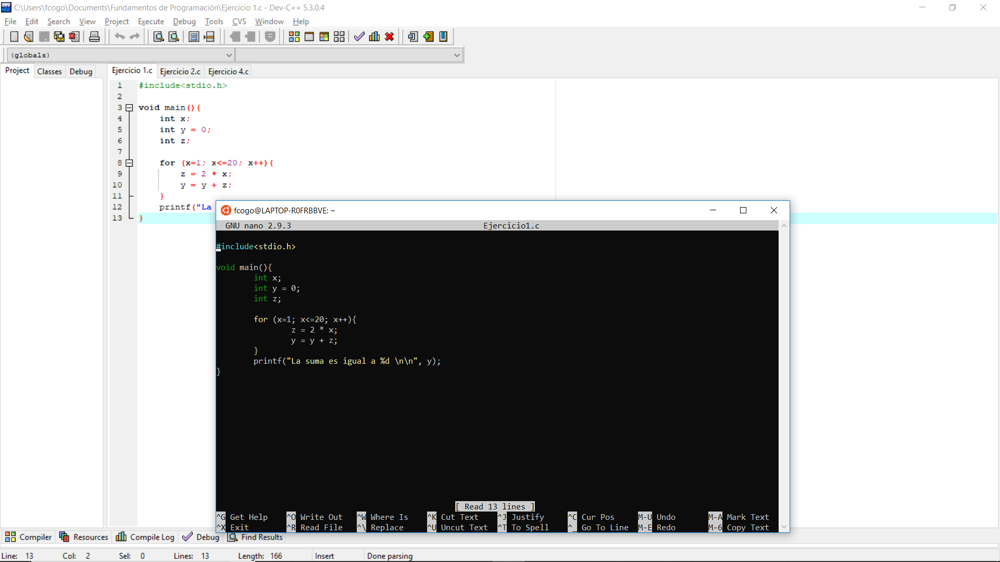 C:\Users\fcogo\Documents\Fundamentos de Programación\Ejercicio 1.c - Dev-C++ 5.3.0.4
File Edit Search View Project Execute Debug Tools CVS Window Help
(globals)
Project Classes Debug
Ejercicio 1.c Ejercicio 2.c Ejercicio 4.c
1 #include<stdio.h>
2
3 void main(){
4 int x;
5 int y = 0;
6 int z;
7
8 for (x=1; x<=20; x++){
9 z = 2 * x;
10 y = y + z;
11 }
12 printf("La
13 }
fcogo@LAPTOP-R0FRBBVE: ~
GNU nano 2.9.3 Ejercicio1.c
#include<stdio.h>
void main(){
int x;
int y = 0;
int z;
for (x=1; x<=20; x++){
z = 2 * x;
y = y + z;
}
printf("La suma es igual a %d \n\n", y);
}
[ Read 13 lines ]
^G Get Help ^O Write Out ^W Where Is ^K Cut Text ^J Justify ^C Cur Pos M-U Undo M-A Mark Text
^X Exit ^R Read File ^\ Replace ^U Uncut Text ^T To Spell ^_ Go To Line M-E Redo M-6 Copy Text
Compiler Resources Compile Log Debug Find Results
Line: 13 Col: 2 Sel: 0 Lines: 13 Length: 166 Insert Done parsing